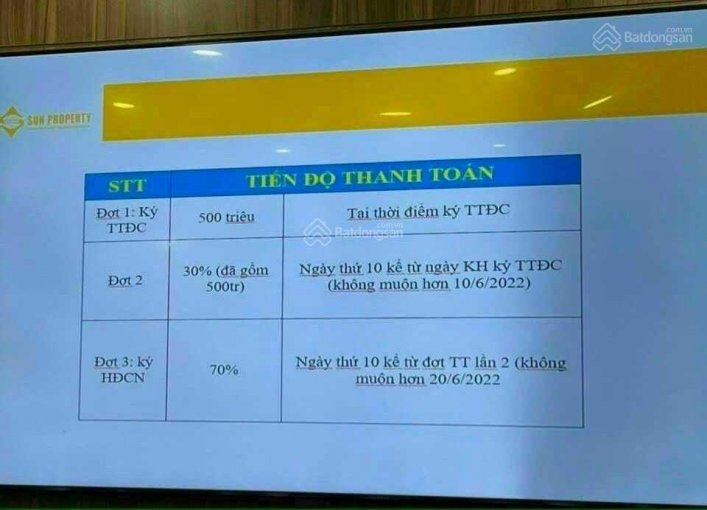 Batdongsan
.com.vn
SUN PROPERTY
STT
TIẾN ĐỘ THANH TOÁN
Đợt 1: Ký
TTĐC
500 triệu
Tai thời điểm ký TTĐC
Batdongsan
.com.vn
Đợt 2
30% (đã gồm
500tr)
Ngày thứ 10 kể từ ngày KH ký TTĐC
(không muộn hơn 10/6/2022)
Đợt 3: ký
HĐCN
70%
Ngày thứ 10 kể từ đợt TT lần 2 (không
muộn hơn 20/6/2022